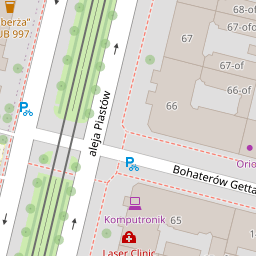 berza"
UB 997
67-ofo
67
67-of
66-of
66
aleja Piastów
Orio
Bohaterów Getta
Komputronik
65
Laser Clinic